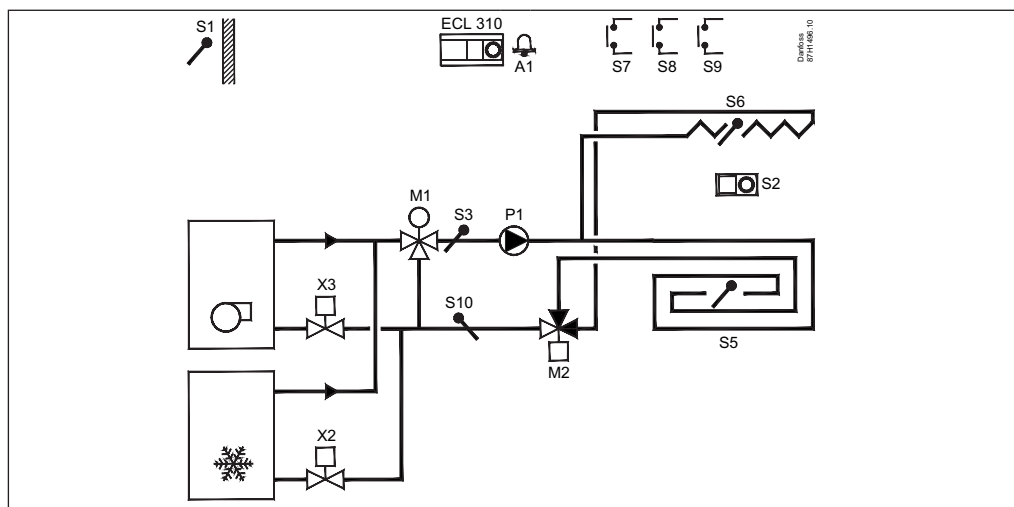 S1
ECL 310
A1
S7
S8
S9
Danfoss
87H1496.10
S6
S2
M1
S3
P1
X3
S10
S5
M2
X2